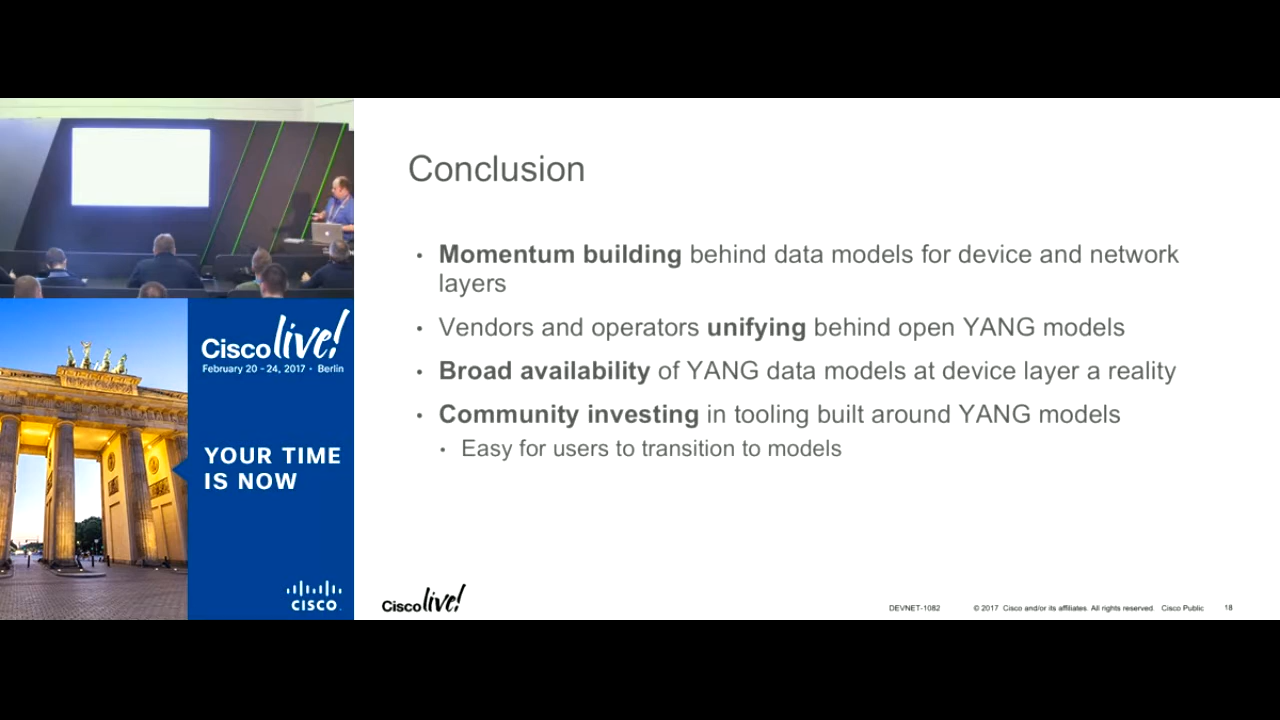 Conclusion
• Momentum building behind data models for device and network
layers
• Vendors and operators unifying behind open YANG models
• Broad availability of YANG data models at device layer a reality
• Community investing in tooling built around YANG models
• Easy for users to transition to models
Cisco live!
February 20 - 24, 2017 • Berlin
YOUR TIME
IS NOW
CISCO.
Cisco live!
DEVNET-1082 © 2017 Cisco and/or its affiliates. All rights reserved. Cisco Public 18